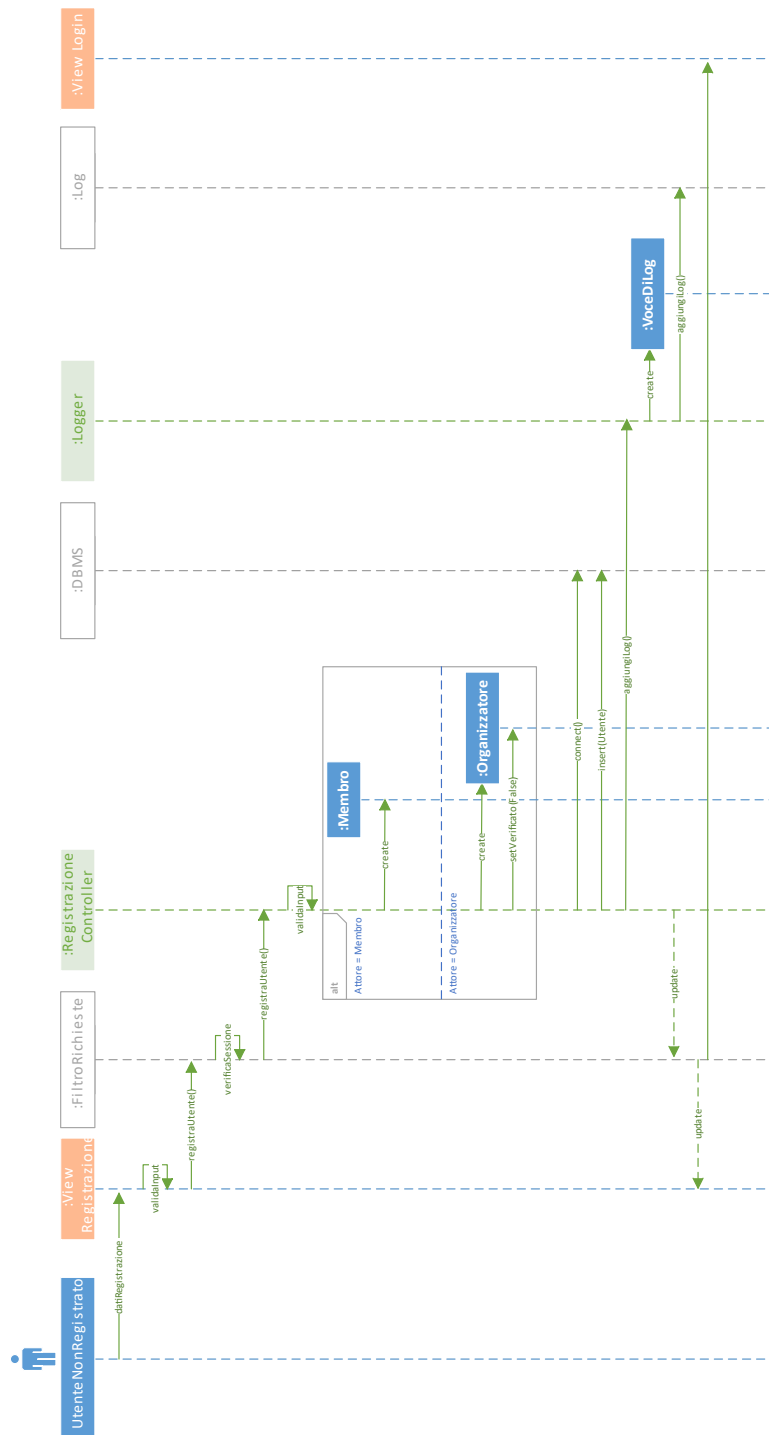 UtenteNonRegistrato
:View
Registrazione
:FiltroRichieste
:Registrazione
Controller
:DBMS
:Logger
:Log
:View Login
datiRegistrazione
validaInput
registraUtente()
verificaSessione
registraUtente()
validaInput
alt
Attore = Membro
:Membro
create
Attore = Organizzatore
:Organizzatore
create
setVerificato(False)
connect()
insert(Utente)
aggiungiLog()
create
:VoceDiLog
aggiungiLog()
update
update